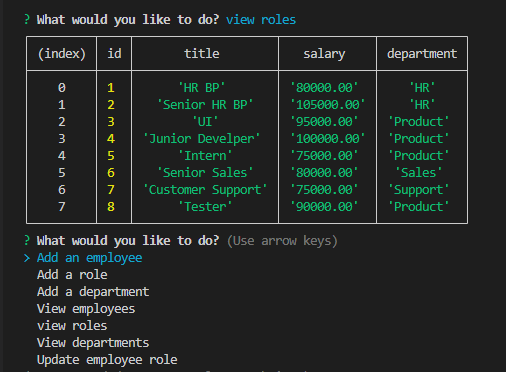 ? What would you like to do? view roles
(index) id title salary department
0 1 'HR BP' '80000.00' 'HR'
1 2 'Senior HR BP' '105000.00' 'HR'
2 3 'UI' '95000.00' 'Product'
3 4 'Junior Develper' '100000.00' 'Product'
4 5 'Intern' '75000.00' 'Product'
5 6 'Senior Sales' '80000.00' 'Sales'
6 7 'Customer Support' '75000.00' 'Support'
7 8 'Tester' '90000.00' 'Product'
? What would you like to do? (Use arrow keys)
> Add an employee
Add a role
Add a department
View employees
view roles
View departments
Update employee role